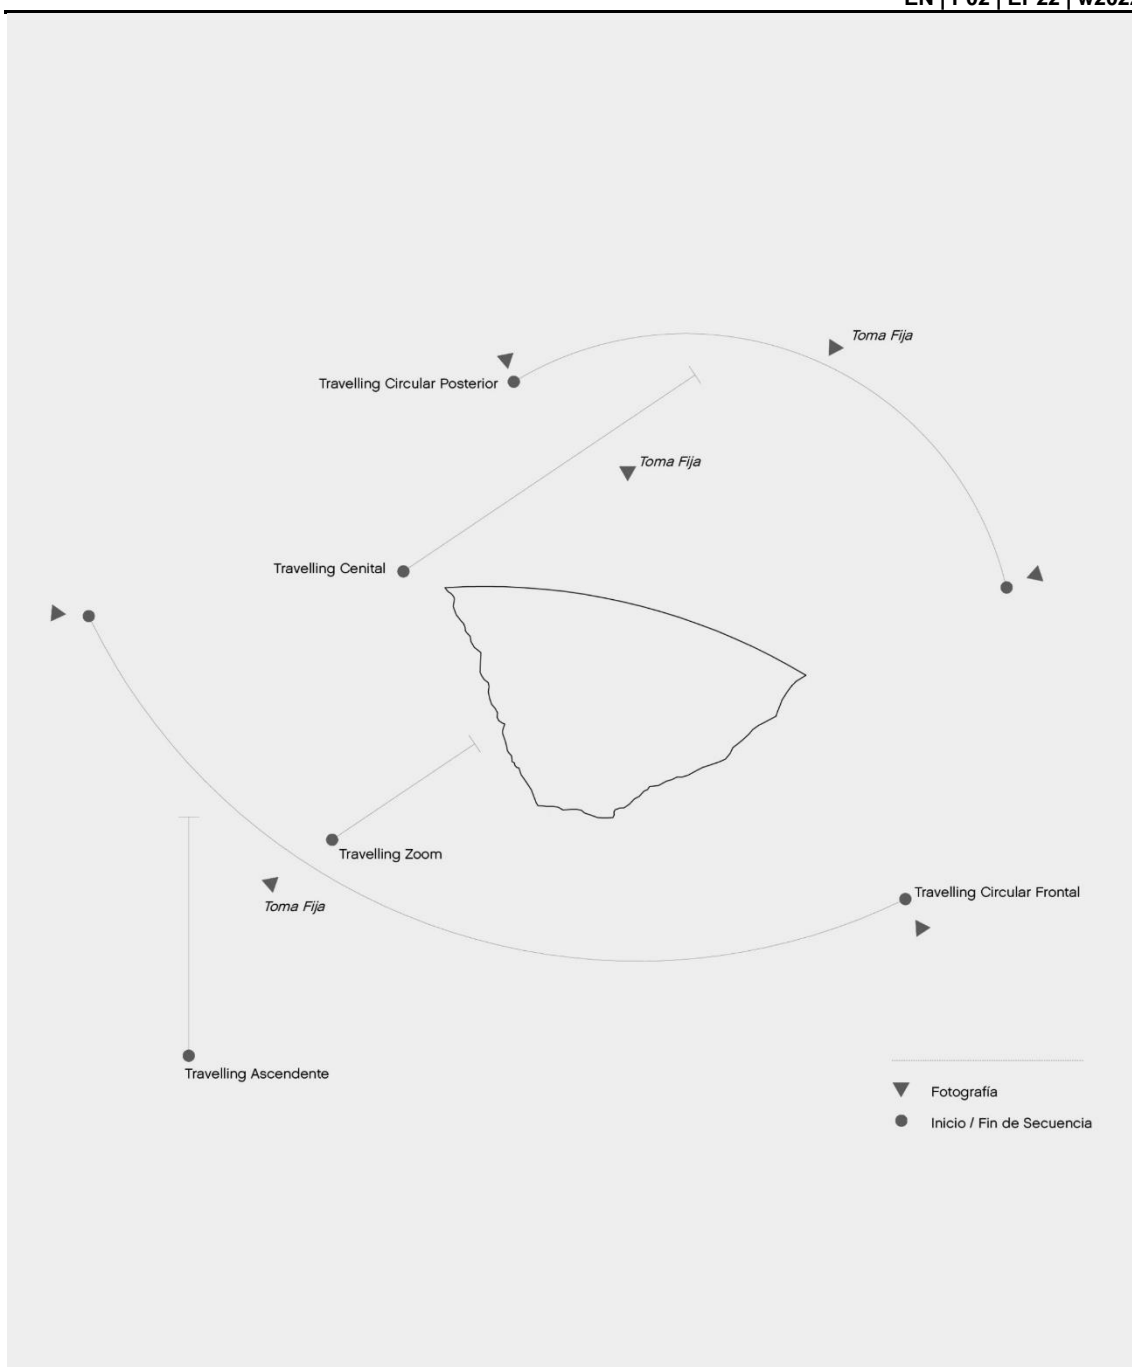 Toma Fija
Travelling Circular Posterior
Toma Fija
Travelling Cenital
Travelling Zoom
Toma Fija
Travelling Circular Frontal
Travelling Ascendente
Fotografía
Inicio / Fin de Secuencia